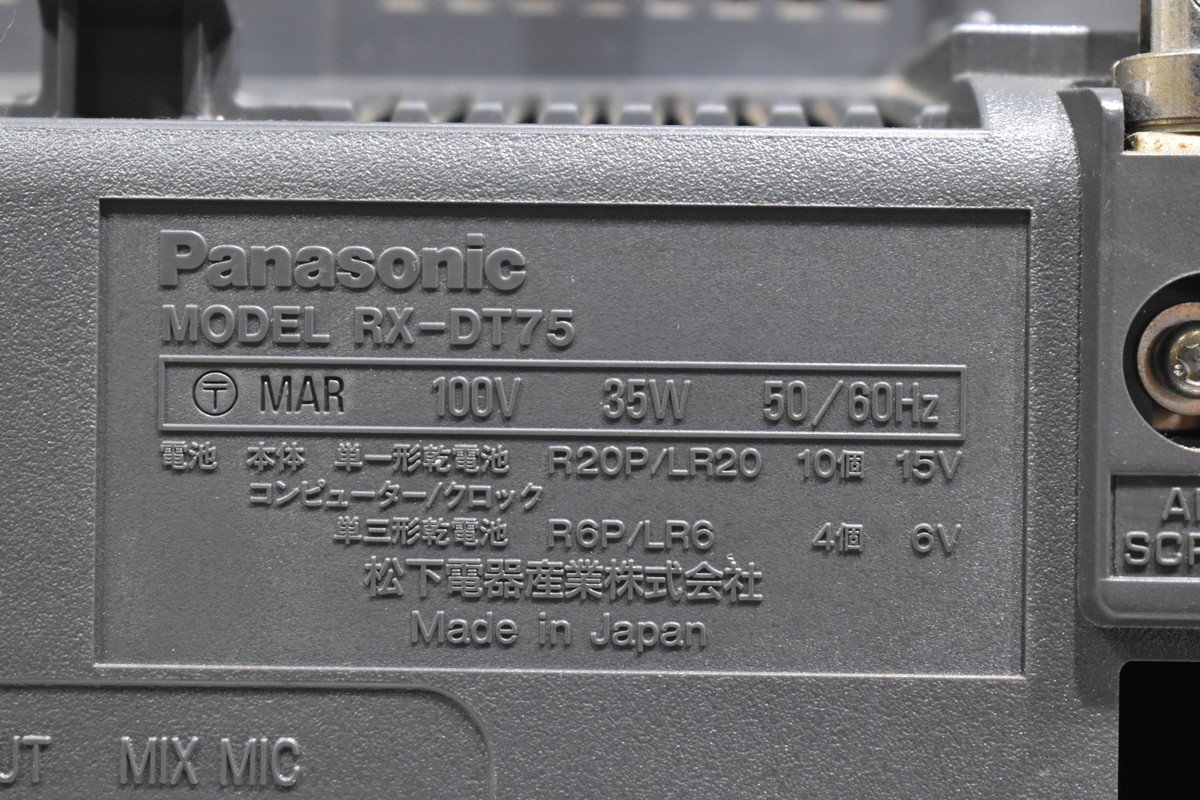 Panasonic
MODEL RX-DT75
〒 MAR 100V 35W 50/60Hz
電池 本体 単一形乾電池 R20P/LR20 10個 15V
コンピューター/クロック
単三形乾電池 R6P/LR6 4個 6V
松下電器産業株式会社
Made in Japan
MIX MIC